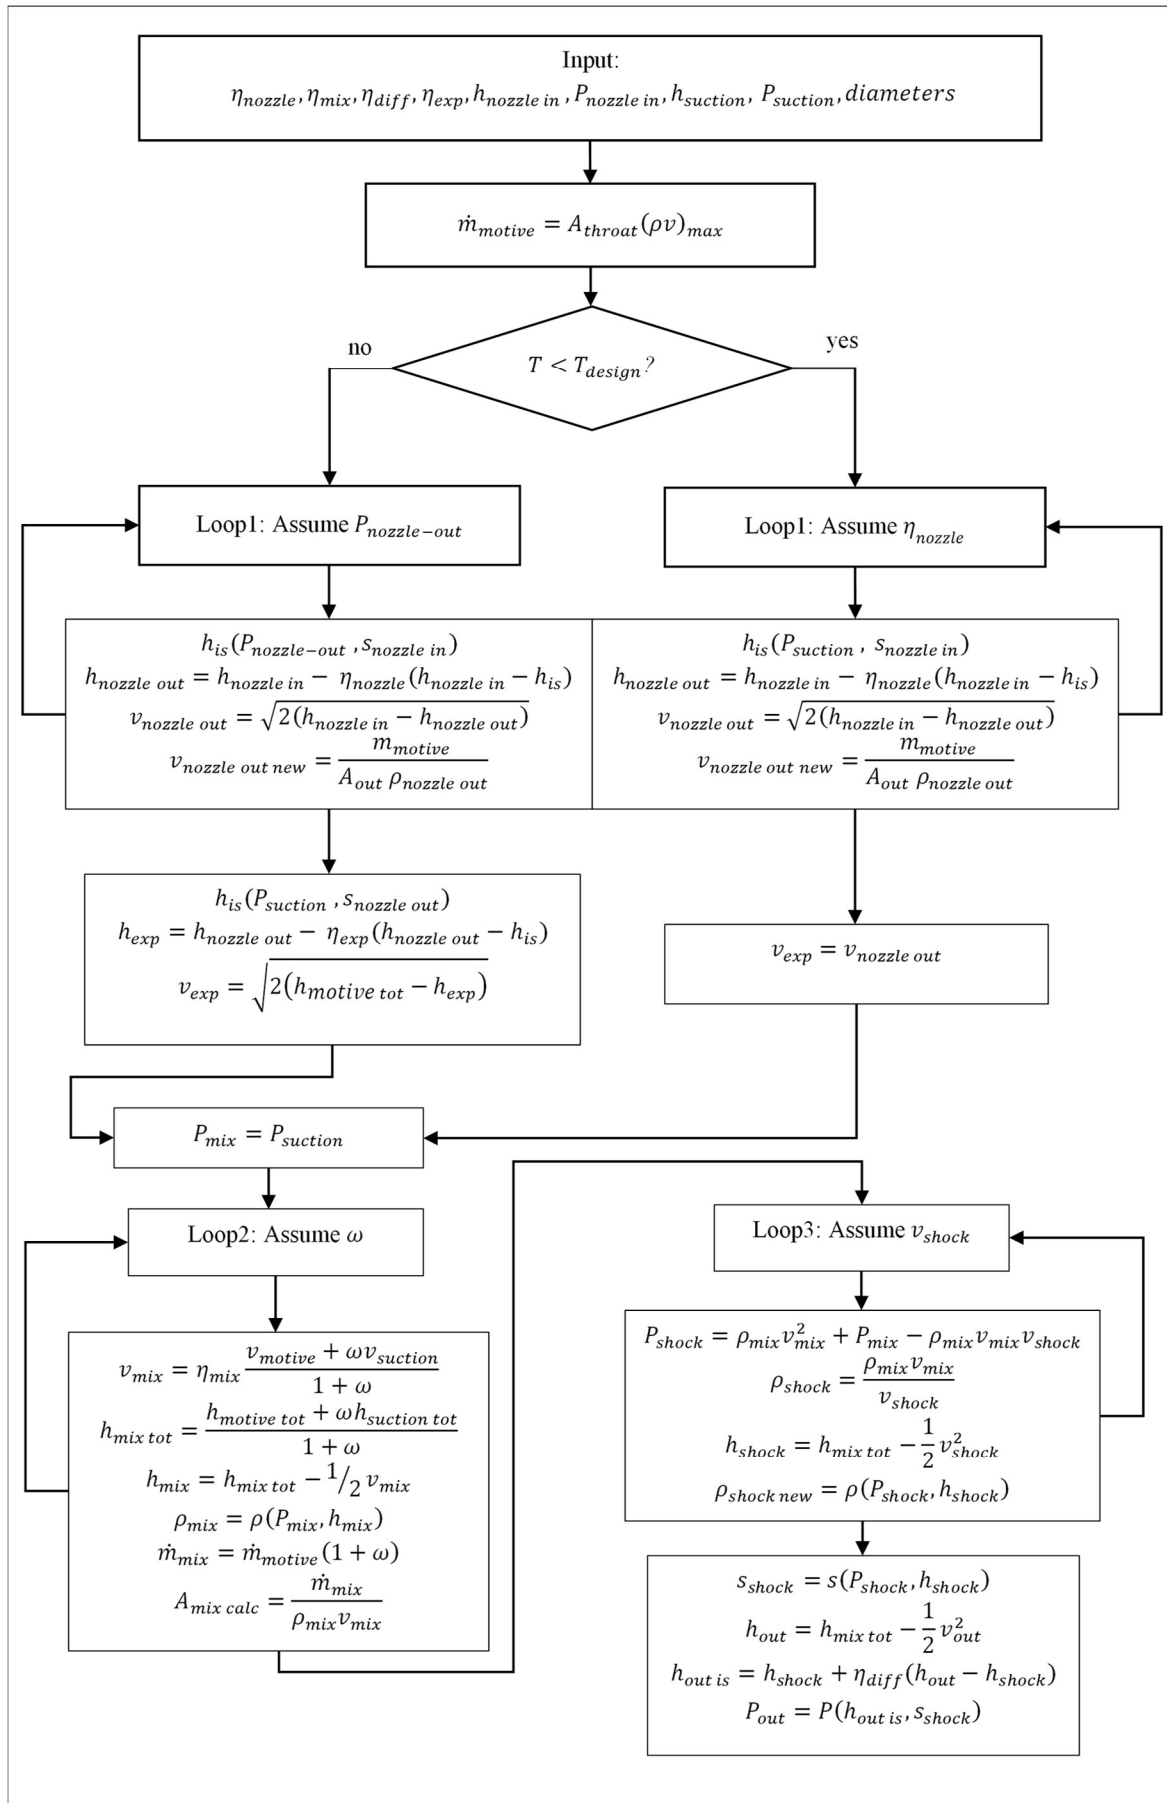 Input:
η_nozzle, η_mix, η_diff, η_exp, h_nozzle in, P_nozzle in, h_suction, P_suction, diameters
ṁ_motive = A_throat(ρv)_max
no
T < T_design?
yes
Loop1: Assume P_nozzle−out
Loop1: Assume η_nozzle
h_is(P_nozzle−out, s_nozzle in)
h_nozzle out = h_nozzle in − η_nozzle(h_nozzle in − h_is)
v_nozzle out = √(2(h_nozzle in − h_nozzle out))
v_nozzle out new = m_motive / (A_out ρ_nozzle out)
h_is(P_suction, s_nozzle in)
h_nozzle out = h_nozzle in − η_nozzle(h_nozzle in − h_is)
v_nozzle out = √(2(h_nozzle in − h_nozzle out))
v_nozzle out new = m_motive / (A_out ρ_nozzle out)
h_is(P_suction, s_nozzle out)
h_exp = h_nozzle out − η_exp(h_nozzle out − h_is)
v_exp = √(2(h_motive tot − h_exp))
v_exp = v_nozzle out
P_mix = P_suction
Loop2: Assume ω
v_mix = η_mix (v_motive + ωv_suction) / (1 + ω)
h_mix tot = (h_motive tot + ωh_suction tot) / (1 + ω)
h_mix = h_mix tot − 1/2 v_mix
ρ_mix = ρ(P_mix, h_mix)
ṁ_mix = ṁ_motive(1 + ω)
A_mix calc = ṁ_mix / (ρ_mix v_mix)
Loop3: Assume v_shock
P_shock = ρ_mix v_mix² + P_mix − ρ_mix v_mix v_shock
ρ_shock = ρ_mix v_mix / v_shock
h_shock = h_mix tot − 1/2 v_shock²
ρ_shock new = ρ(P_shock, h_shock)
s_shock = s(P_shock, h_shock)
h_out = h_mix tot − 1/2 v_out²
h_out is = h_shock + η_diff(h_out − h_shock)
P_out = P(h_out is, s_shock)